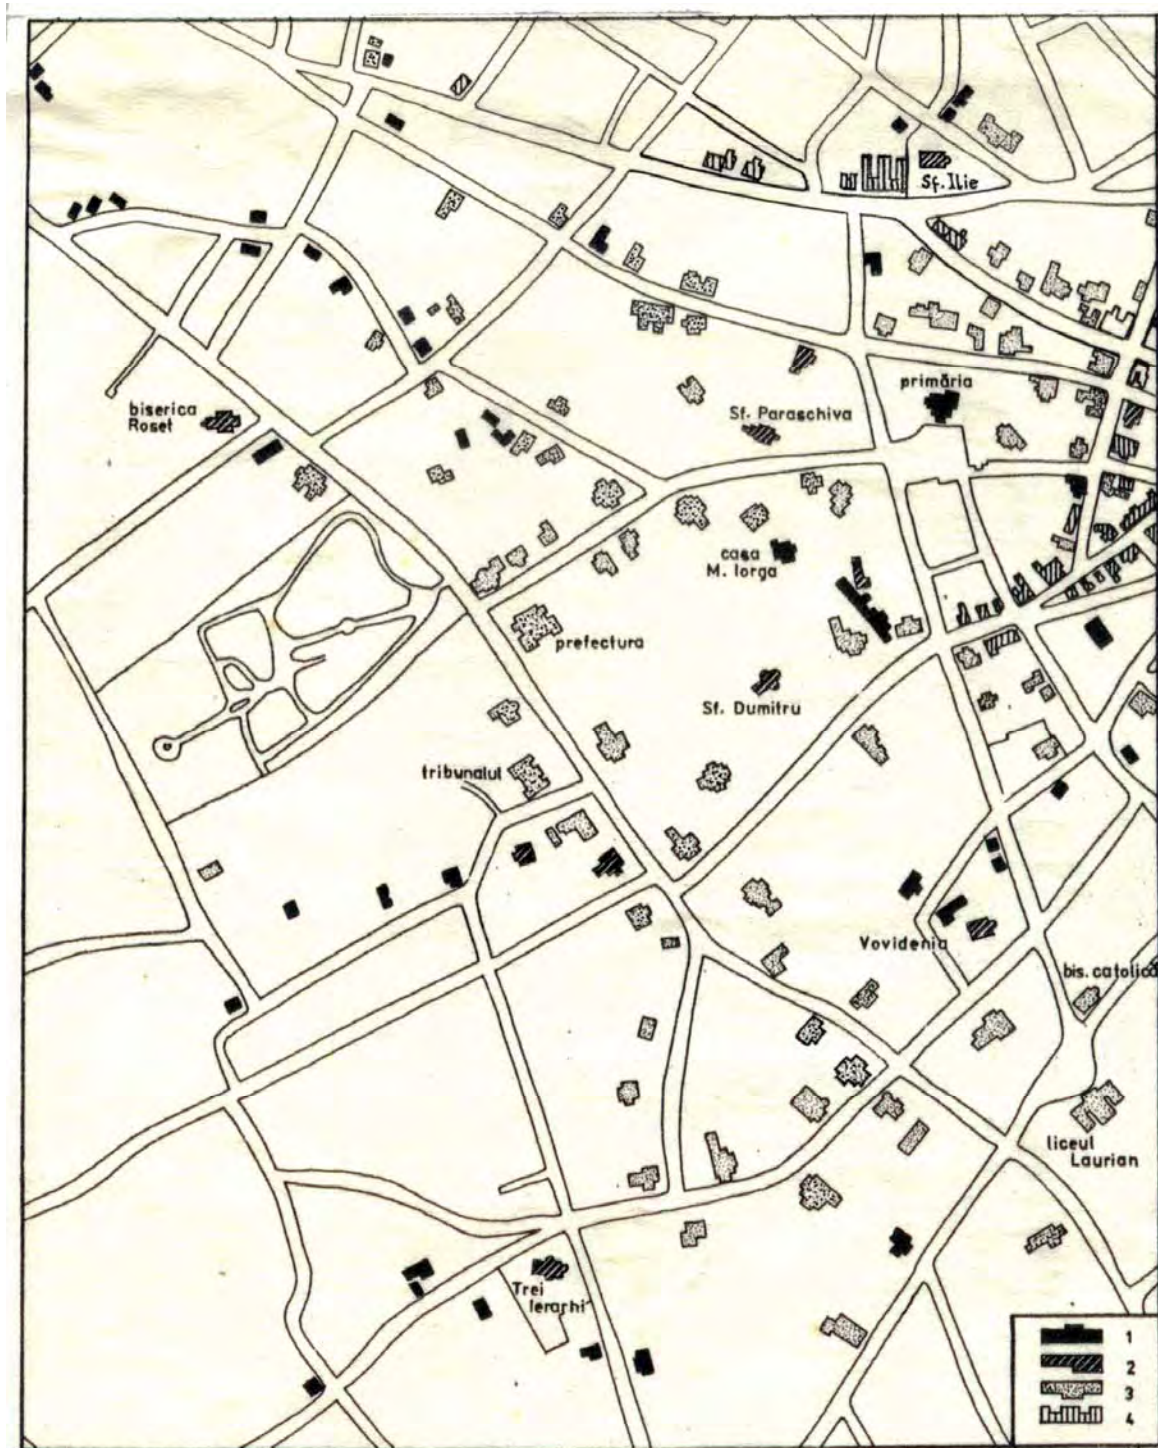 Sf. Ilie
primăria
biserica
Roset
Sf. Paraschiva
casa
M. Iorga
prefectura
Sf. Dumitru
tribunalul
Vovidenia
bis. catolică
liceul
Laurian
Trei
Ierarhi
1
2
3
4